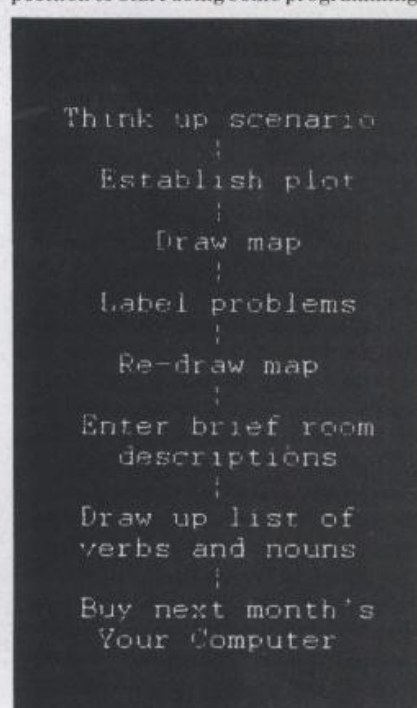 Think up scenario
Establish plot
Draw map
Label problems
Re-draw map
Enter brief room
descriptions
Draw up list of
verbs and nouns
Buy next month's
Your Computer